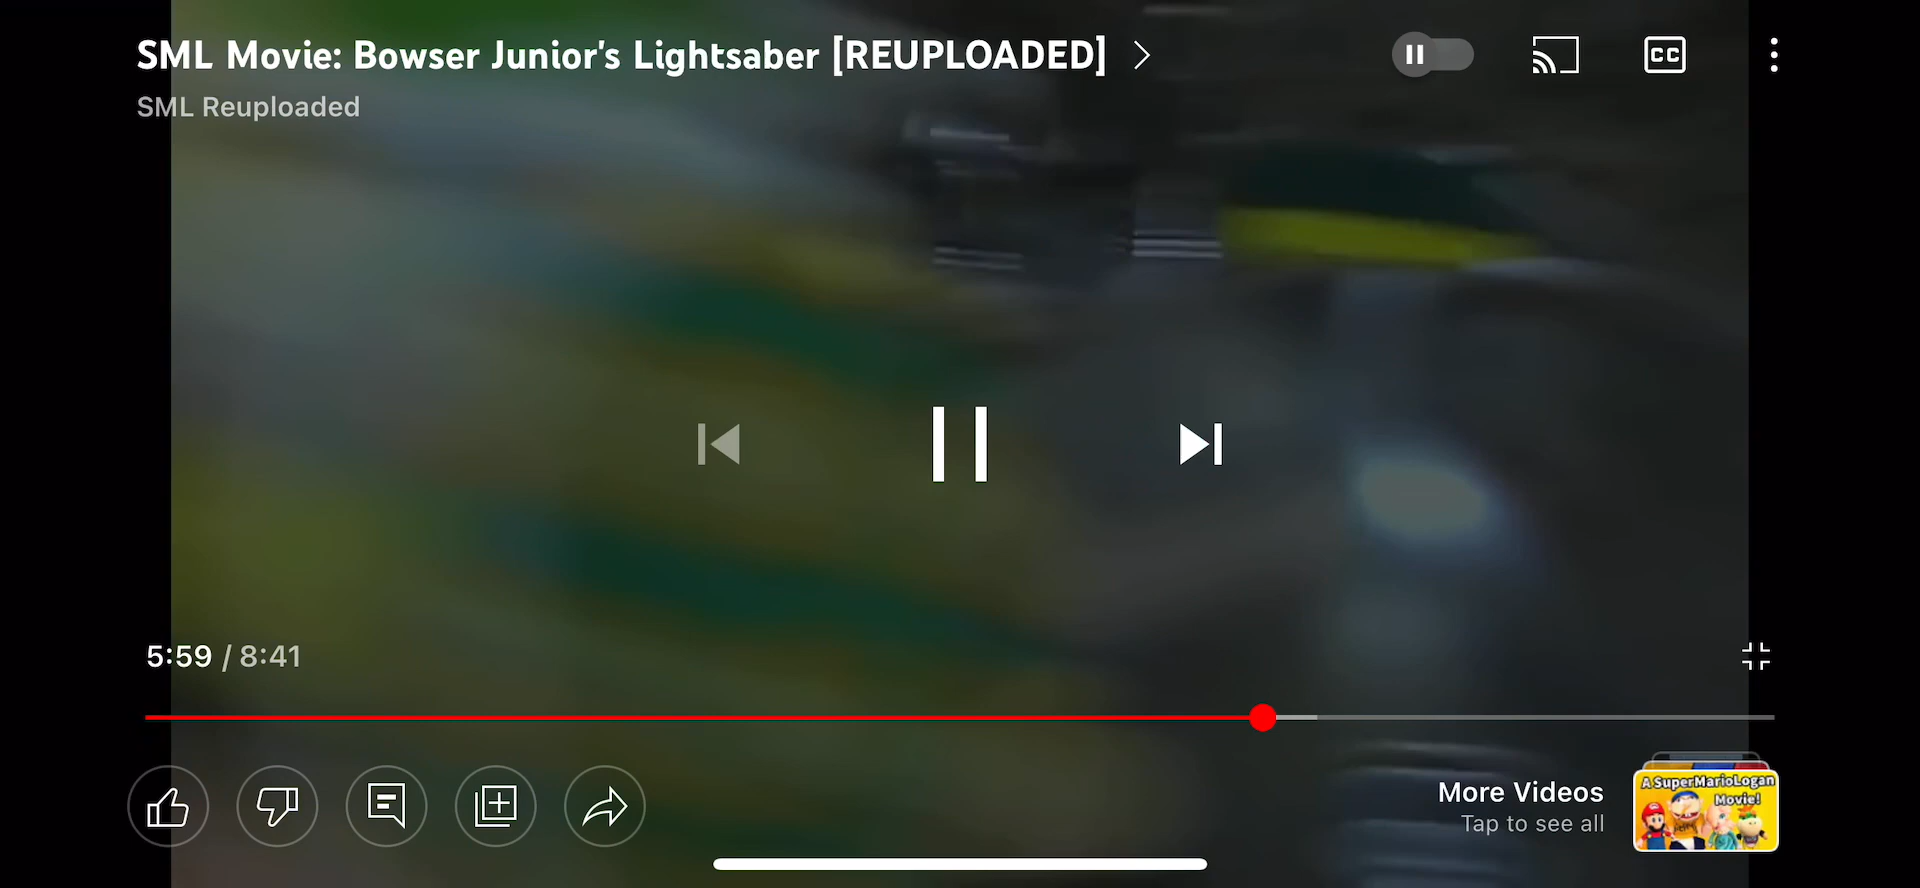 SML Movie: Bowser Junior's Lightsaber [REUPLOADED]
SML Reuploaded
CC
5:59 / 8:41
More Videos
Tap to see all
A SuperMarioLogan
Movie!